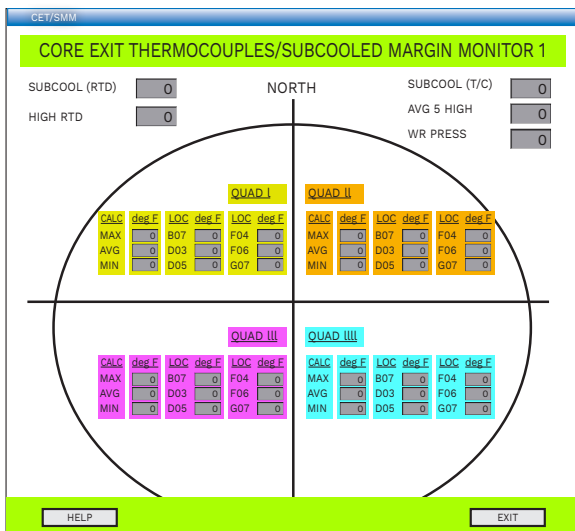 CET/SMM
CORE EXIT THERMOCOUPLES/SUBCOOLED MARGIN MONITOR 1
SUBCOOL (RTD) 0
HIGH RTD 0
NORTH
SUBCOOL (T/C) 0
AVG 5 HIGH 0
WR PRESS 0
QUAD l
CALC deg F LOC deg F LOC deg F
MAX 0 B07 0 F04 0
AVG 0 D03 0 F06 0
MIN 0 D05 0 G07 0
QUAD ll
CALC deg F LOC deg F LOC deg F
MAX 0 B07 0 F04 0
AVG 0 D03 0 F06 0
MIN 0 D05 0 G07 0
QUAD lll
CALC deg F LOC deg F LOC deg F
MAX 0 B07 0 F04 0
AVG 0 D03 0 F06 0
MIN 0 D05 0 G07 0
QUAD llll
CALC deg F LOC deg F LOC deg F
MAX 0 B07 0 F04 0
AVG 0 D03 0 F06 0
MIN 0 D05 0 G07 0
HELP
EXIT